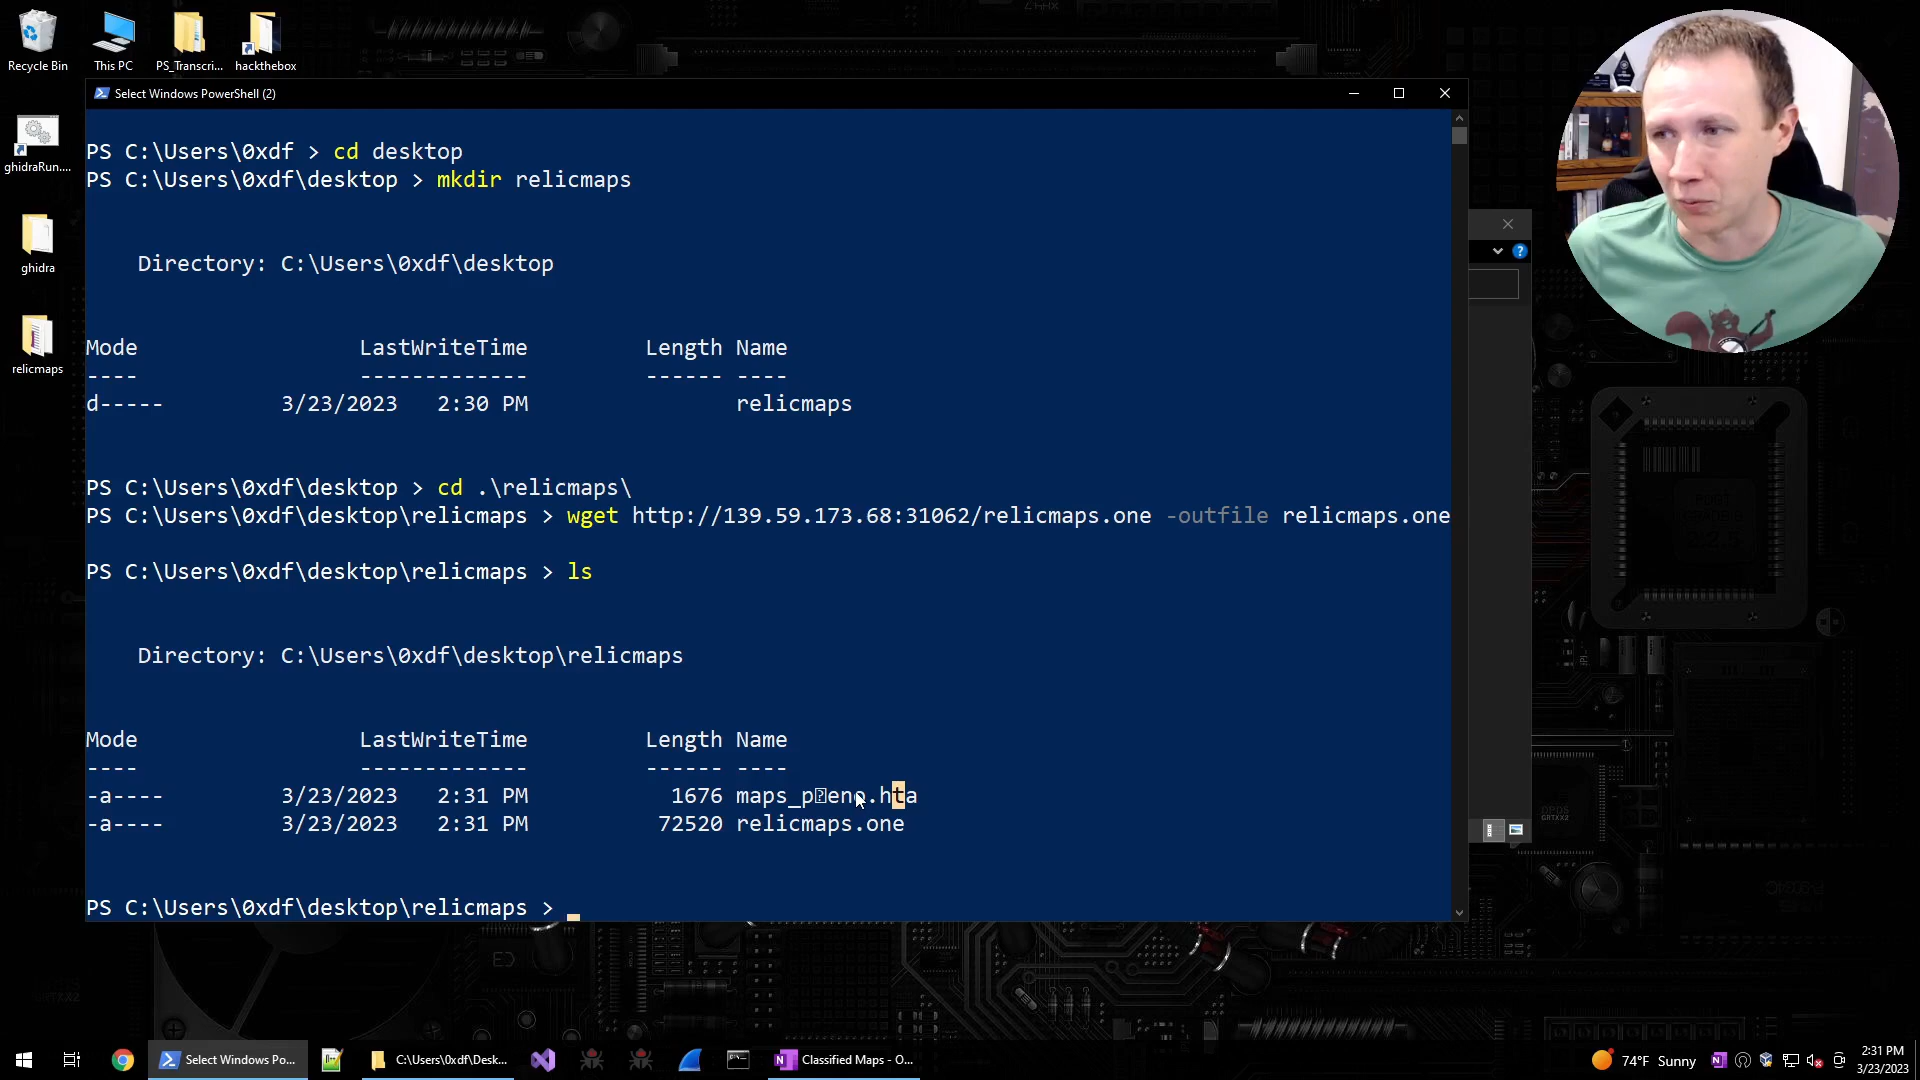 Recycle Bin
This PC
PS_Transcri...
hackthebox
ghidraRun....
ghidra
relicmaps
Select Windows PowerShell (2)
PS C:\Users\0xdf > cd desktop
PS C:\Users\0xdf\desktop > mkdir relicmaps
Directory: C:\Users\0xdf\desktop
Mode LastWriteTime Length Name
---- ------------- ------ ----
d----- 3/23/2023 2:30 PM relicmaps
PS C:\Users\0xdf\desktop > cd .\relicmaps\
PS C:\Users\0xdf\desktop\relicmaps > wget http://139.59.173.68:31062/relicmaps.one -outfile relicmaps.one
PS C:\Users\0xdf\desktop\relicmaps > ls
Directory: C:\Users\0xdf\desktop\relicmaps
Mode LastWriteTime Length Name
---- ------------- ------ ----
-a---- 3/23/2023 2:31 PM 1676
-a---- 3/23/2023 2:31 PM 72520 relicmaps.one
PS C:\Users\0xdf\desktop\relicmaps >
Select Windows Po...
C:\Users\0xdf\Desk...
Classified Maps - O...
74°F Sunny
2:31 PM
3/23/2023